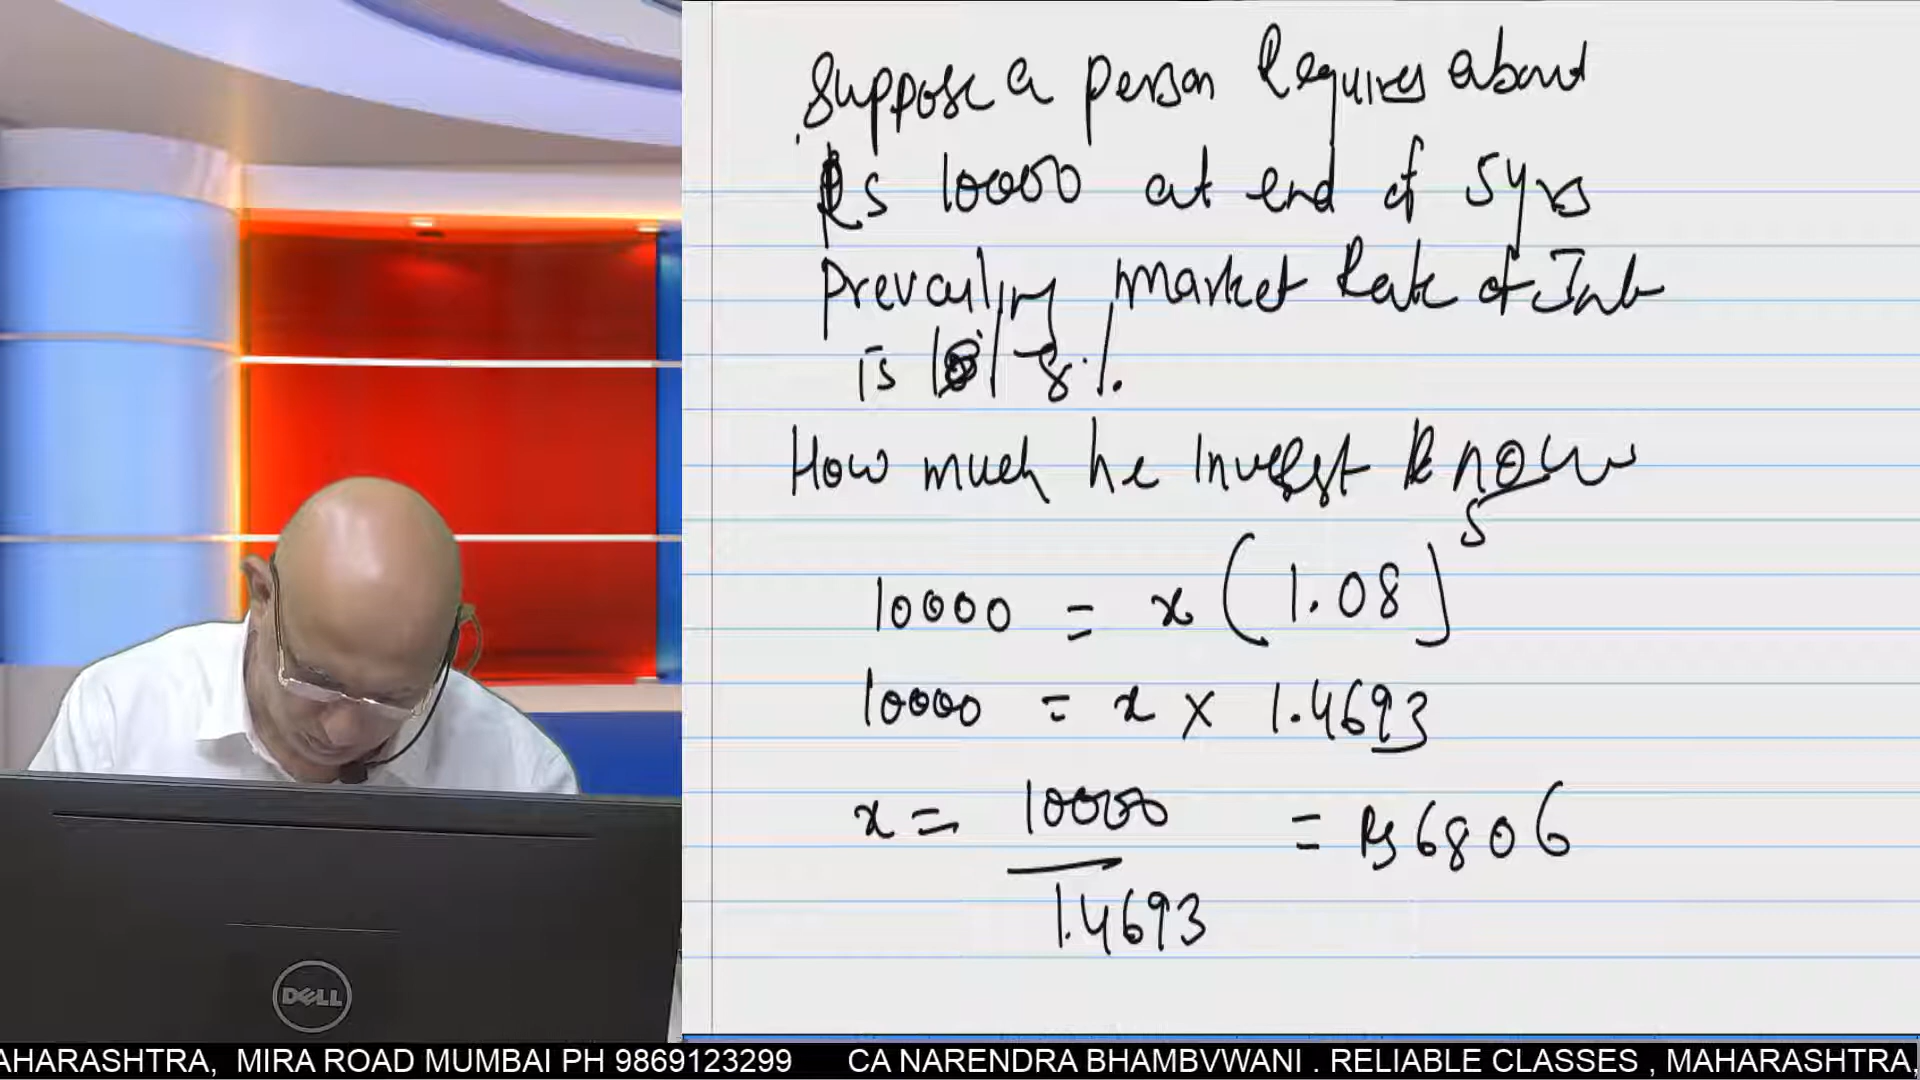 Suppose a person Requires about
Rs 10000 at end of 5yrs
Prevailing market Rate of Int
is 8%.
How much he Invest now
10000 = x (1.08)^5
10000 = x × 1.4693
x = 10000 / 1.4693 = Rs 6806
DELL
AHARASHTRA, MIRA ROAD MUMBAI PH 9869123299 CA NARENDRA BHAMBVWANI . RELIABLE CLASSES , MAHARASHTRA,